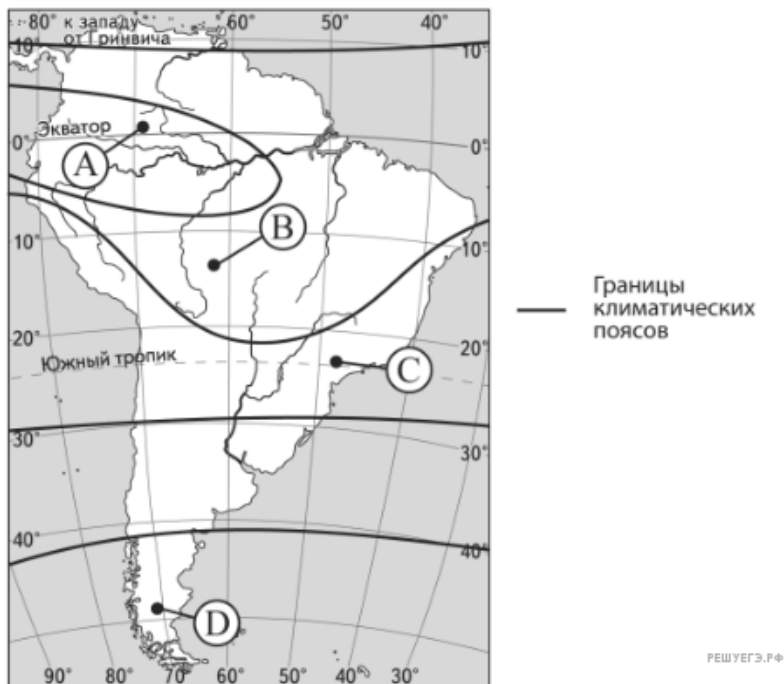 80° к западу 60° 50° 40°
от Гринвича
10° 10°
Экватор
0° 0°
A
B
10° 10°
Границы
климатических
поясов
20° 20°
Южный тропик
C
30° 30°
40° 40°
D
90° 80° 70° 60° 50° 40° 30°
РЕШУЕГЭ.РФ